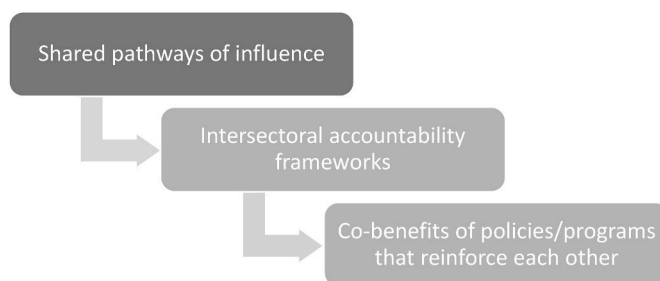 Shared pathways of influence
Intersectoral accountability
frameworks
Co-benefits of policies/programs
that reinforce each other